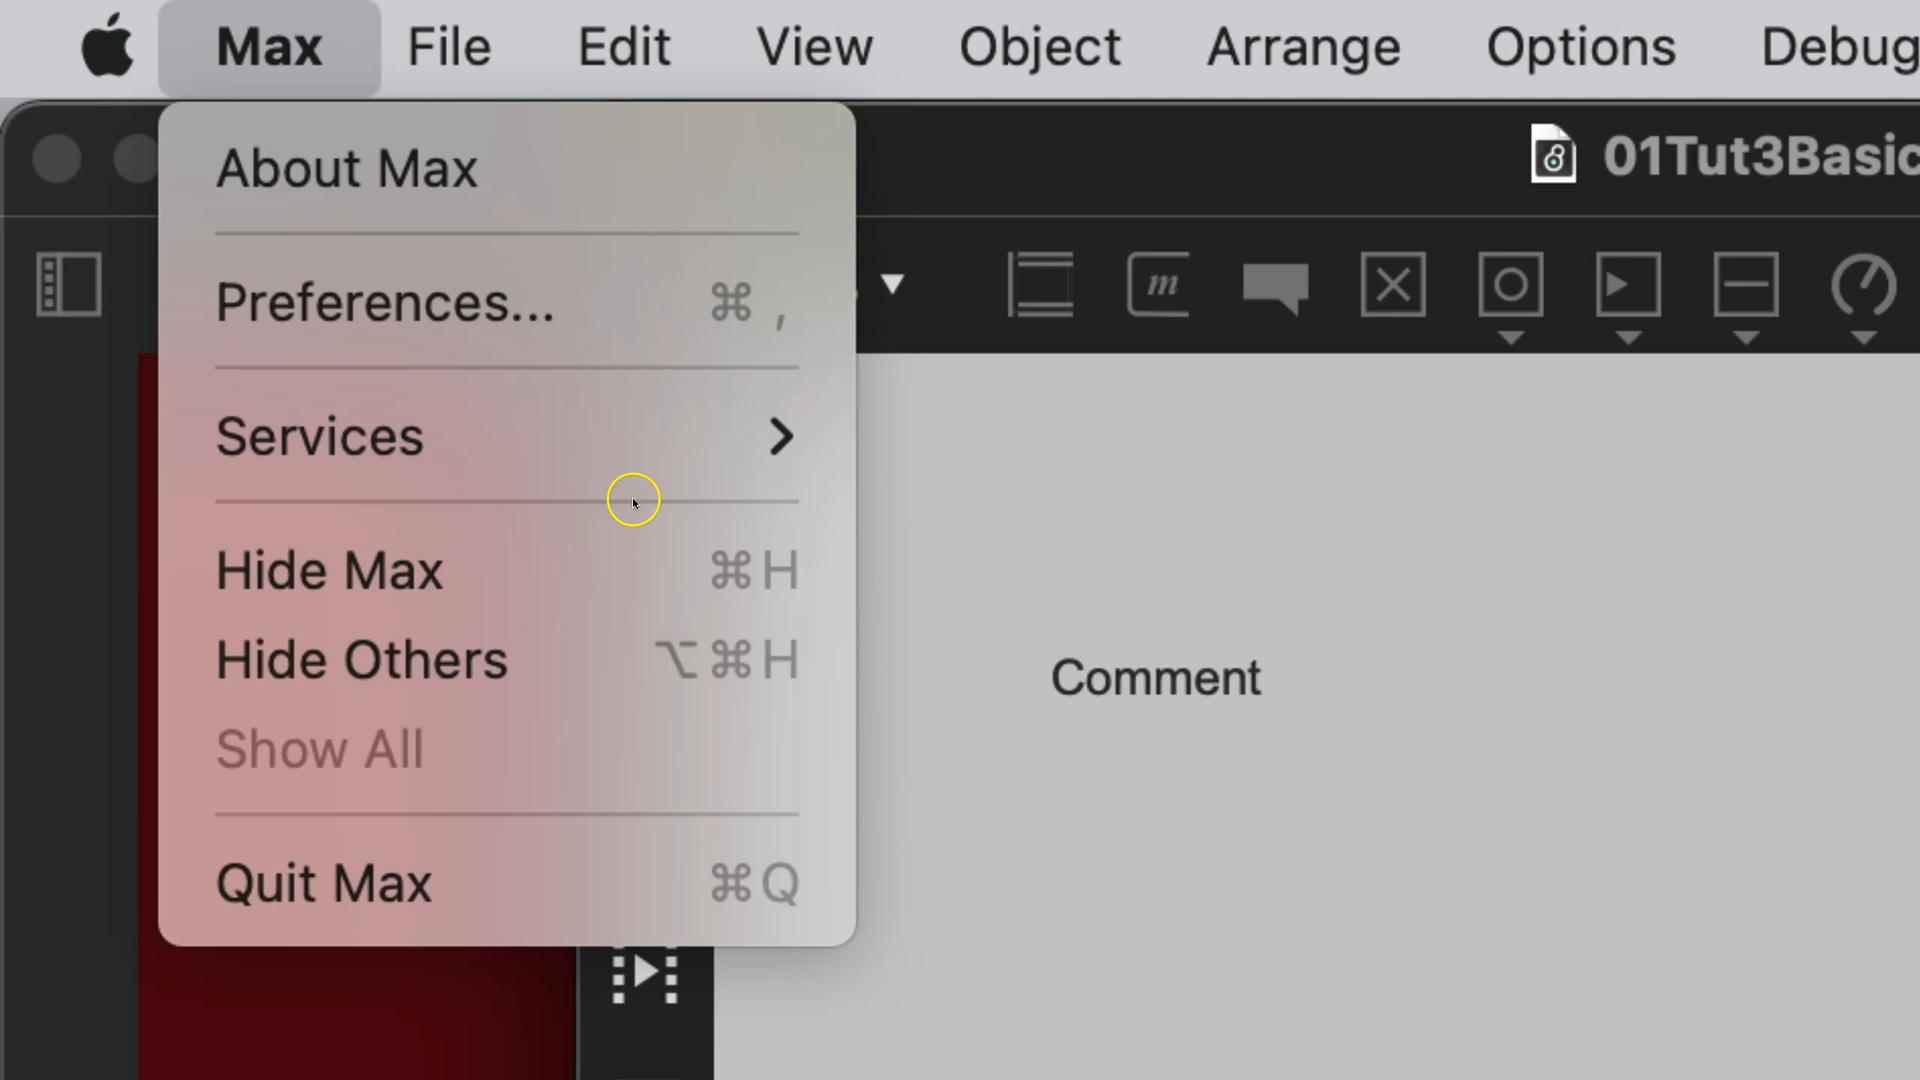 Max File Edit View Object Arrange Options Debug
01Tut3Basic
About Max
Preferences... ⌘ ,
m
Services
Hide Max ⌘ H
Hide Others ⌥ ⌘ H
Comment
Show All
Quit Max ⌘ Q